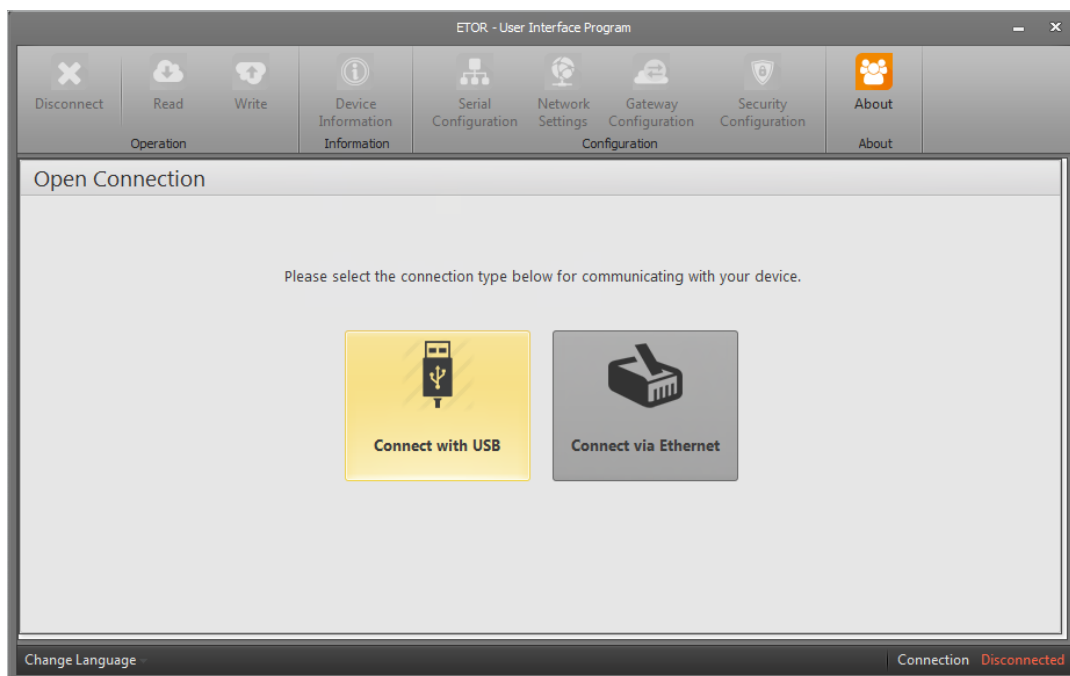 ETOR - User Interface Program
Disconnect
Read
Write
Device
Information
Serial
Configuration
Network
Settings
Gateway
Configuration
Security
Configuration
About
Operation
Information
Configuration
About
Open Connection
Please select the connection type below for communicating with your device.
Connect with USB
Connect via Ethernet
Change Language
Connection Disconnected